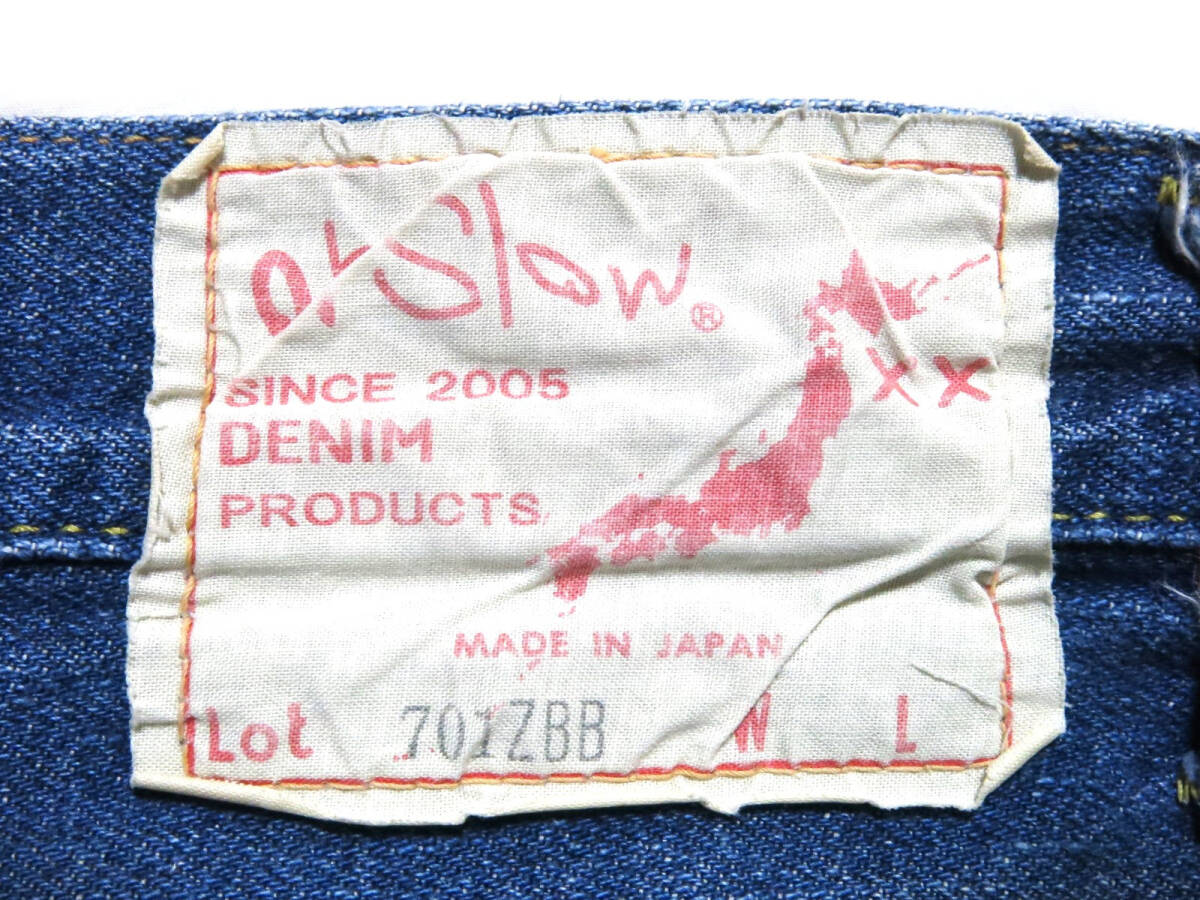 orSlow®
XX
SINCE 2005
DENIM
PRODUCTS
MADE IN JAPAN
Lot 701ZBB W L